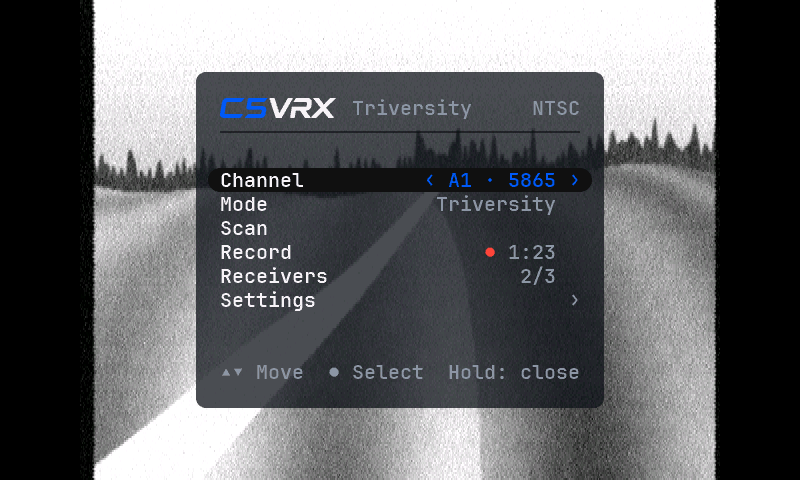 C5VRX Triversity NTSC
Channel ‹ A1 · 5865 ›
Mode Triversity
Scan
Record ● 1:23
Receivers 2/3
Settings ›
▲▼ Move ● Select Hold: close